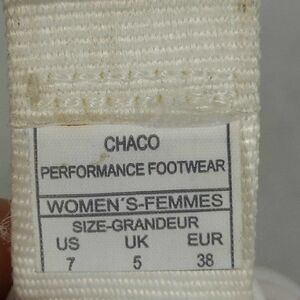 CHACO
PERFORMANCE FOOTWEAR
WOMEN´S-FEMMES
SIZE-GRANDEUR
US UK EUR
7 5 38